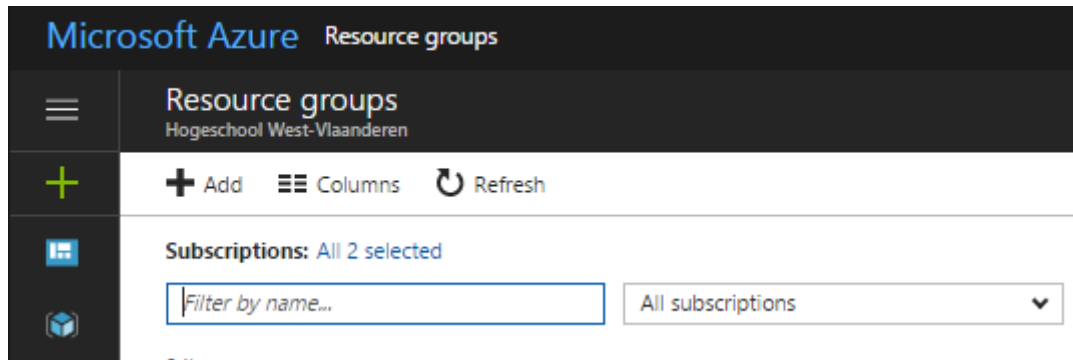 Microsoft Azure Resource groups
Resource groups
Hogeschool West-Vlaanderen
Add Columns Refresh
Subscriptions: All 2 selected
Filter by name... All subscriptions